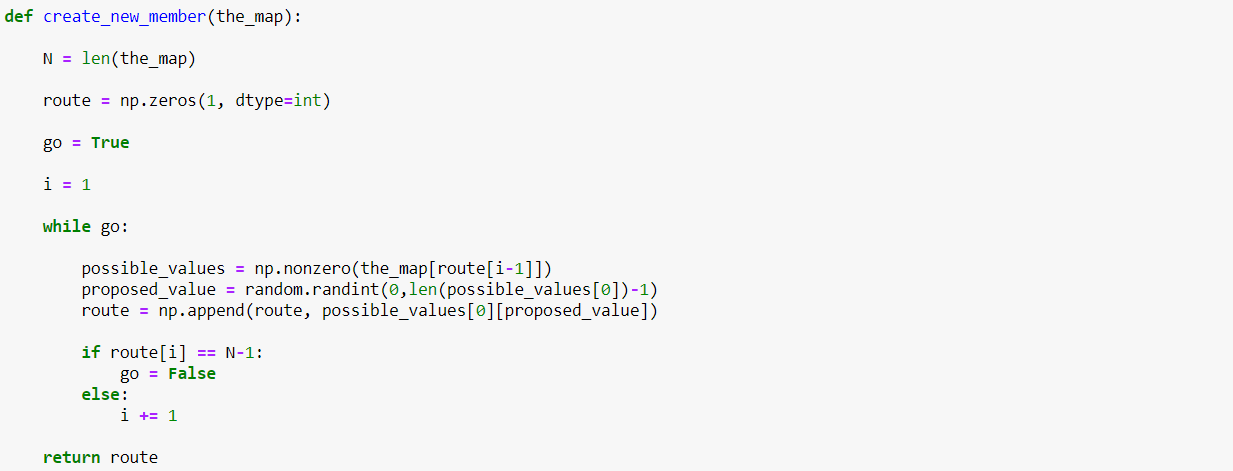 def create_new_member(the_map):
    N = len(the_map)
    route = np.zeros(1, dtype=int)
    go = True
    i = 1
    while go:
        possible_values = np.nonzero(the_map[route[i-1]])
        proposed_value = random.randint(0,len(possible_values[0])-1)
        route = np.append(route, possible_values[0][proposed_value])
        if route[i] == N-1:
            go = False
        else:
            i += 1
    return route